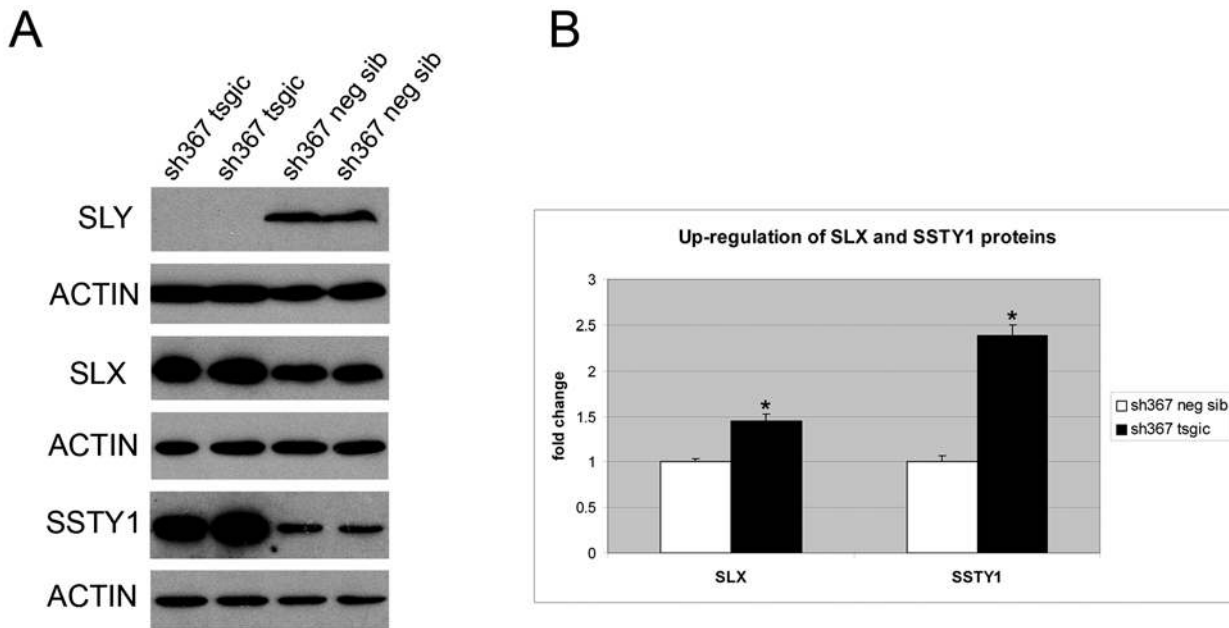 A
sh367 tsgic
sh367 tsgic
sh367 neg sib
sh367 neg sib
SLY
ACTIN
SLX
ACTIN
SSTY1
ACTIN
B
Up-regulation of SLX and SSTY1 proteins
fold change
3
2.5
2
1.5
1
0.5
0
*
*
SLX
SSTY1
sh367 neg sib
sh367 tsgic